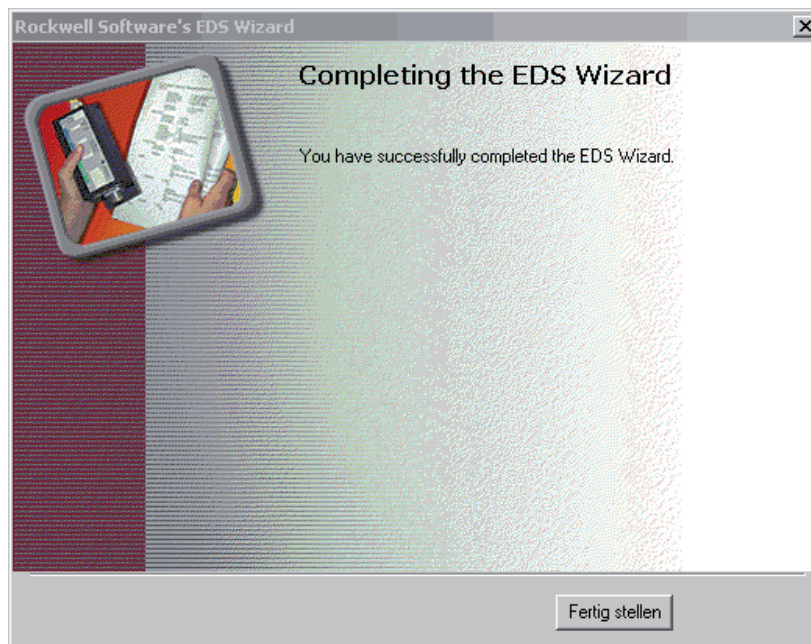 Rockwell Software's EDS Wizard
Completing the EDS Wizard
You have successfully completed the EDS Wizard.
Fertig stellen